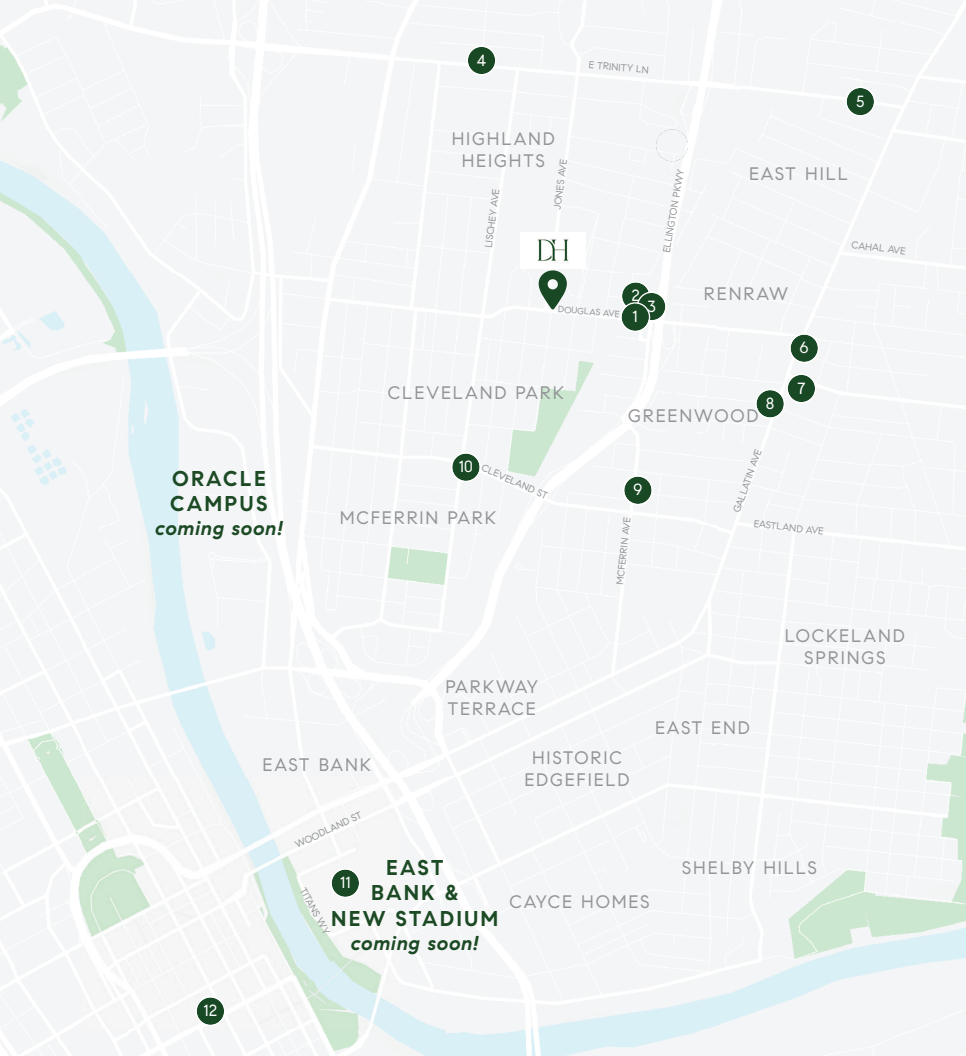 4
E TRINITY LN
5
HIGHLAND
HEIGHTS
JONES AVE
EAST HILL
LISCHEY AVE
ELLINGTON PKWY
DH
CAHAL AVE
2
3
1
DOUGLAS AVE
RENRAW
6
CLEVELAND PARK
7
8
GREENWOOD
10
CLEVELAND ST
9
GALLATIN AVE
ORACLE
CAMPUS
coming soon!
MCFERRIN PARK
MCFERRIN AVE
EASTLAND AVE
LOCKELAND
SPRINGS
PARKWAY
TERRACE
EAST END
HISTORIC
EDGEFIELD
EAST BANK
WOODLAND ST
SHELBY HILLS
11
EAST
BANK &
NEW STADIUM
coming soon!
TITANS WY
CAYCE HOMES
12